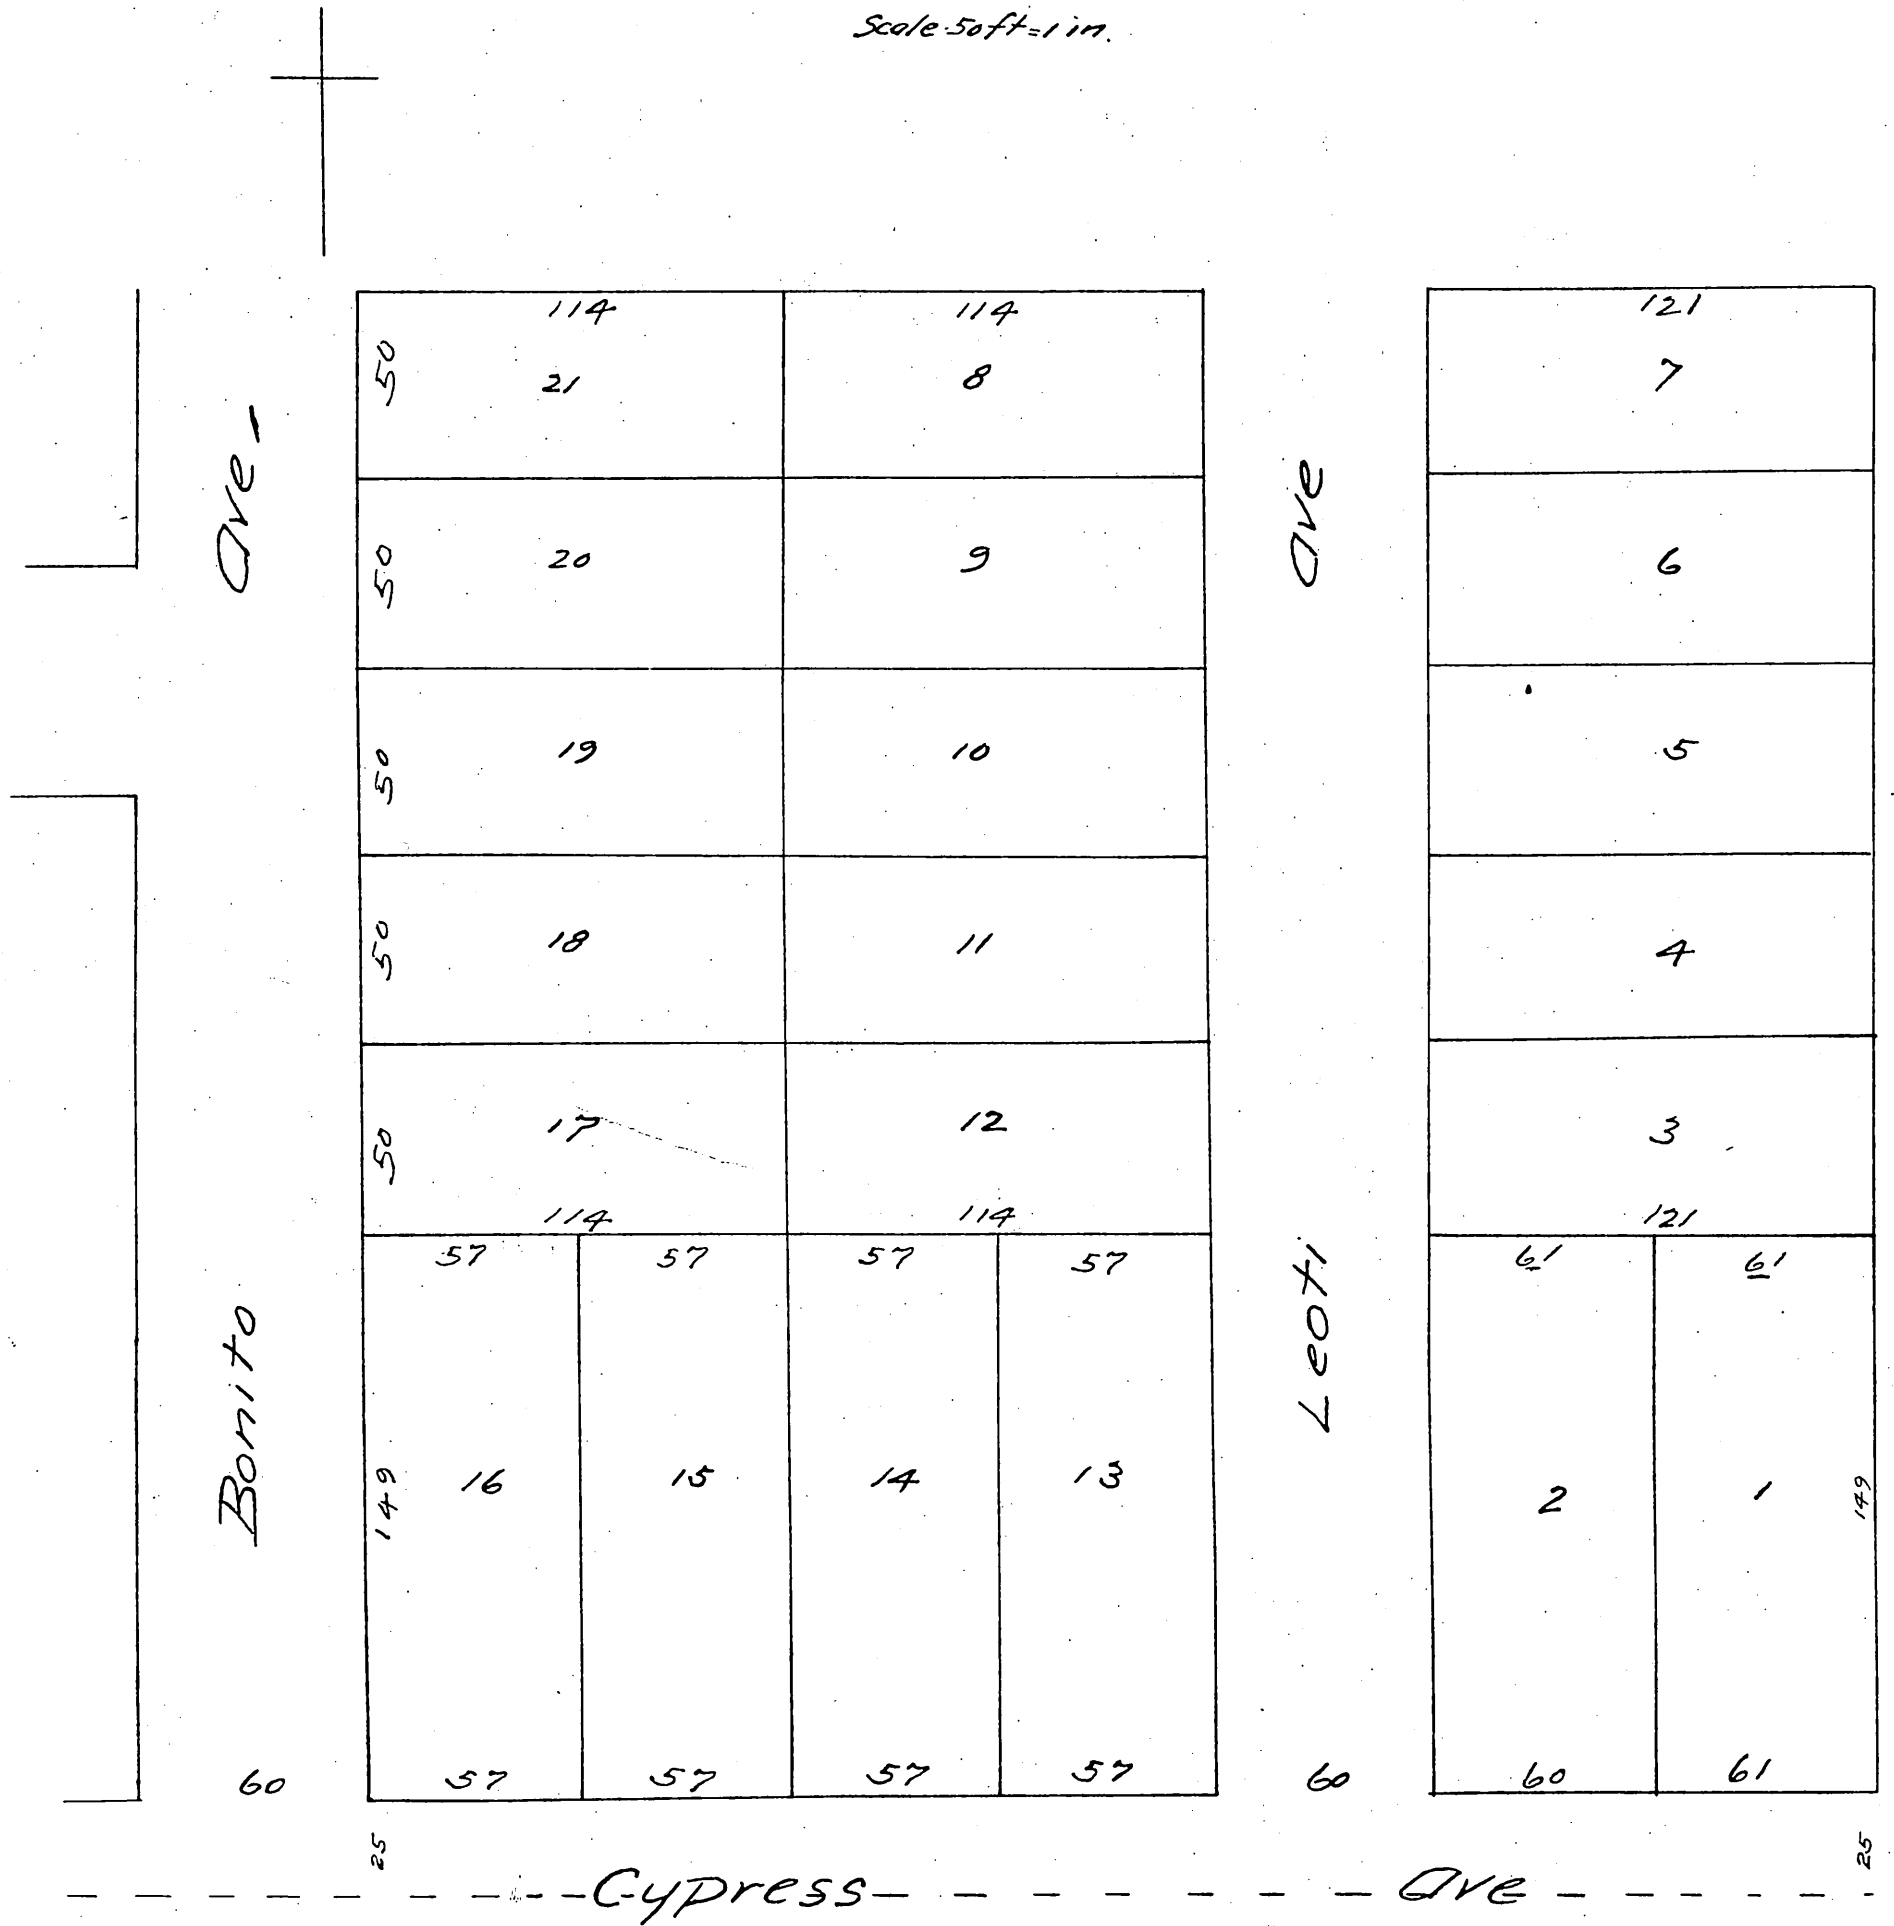 Scale 50ft=1in.
114 114 121
50 21 8 7
Ave Ave
50 20 9 6
50 19 10 5
50 18 11 4
50 17 12 3
114 114 121
57 57 57 57 61 61
Bonito Leoti
149 16 15 14 13 2 1 149
60 57 57 57 57 60 60 61
25 25
Cypress Ave